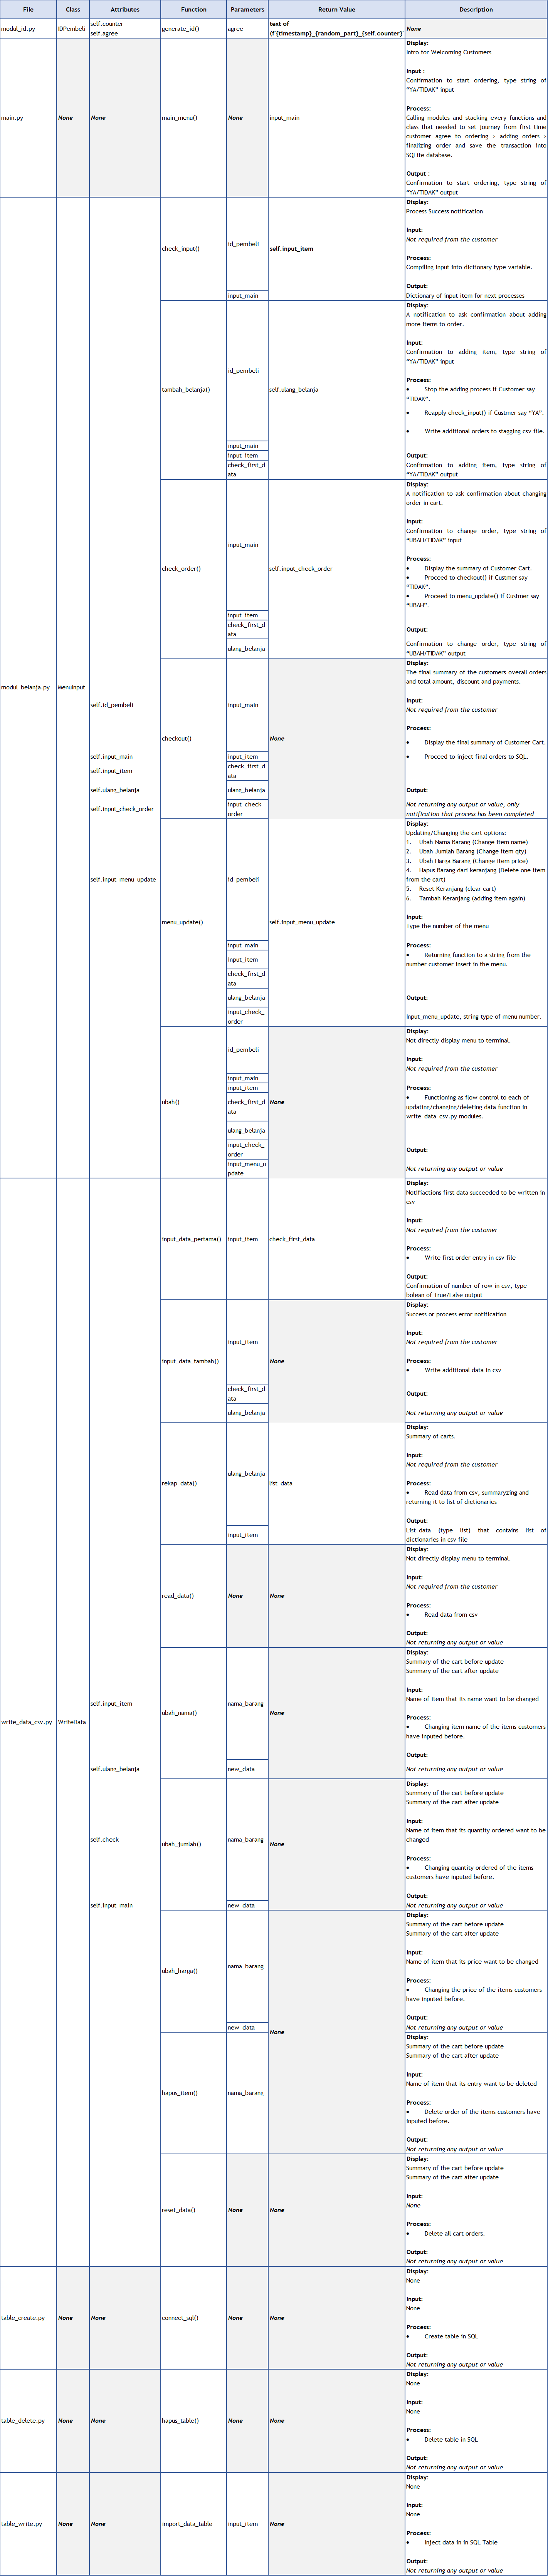 File Class Attributes Function Parameters Return Value Description
modul_id.py IDPembeli self.counter generate_id() agree text of None
self.agree (f'{timestamp}_{random_part}_{self.counter}'
main.py None None main_menu() None input_main
Display:
Intro for Welcoming Customers
Input :
Confirmation to start ordering, type string of
“YA/TIDAK” input
Process:
Calling modules and stacking every functions and
class that needed to set journey from first time
customer agree to ordering > adding orders >
finalizing order and save the transaction into
SQLite database.
Output :
Confirmation to start ordering, type string of
“YA/TIDAK” output
modul_belanja.py MenuInput
self.id_pembeli
self.input_main
self.input_item
self.ulang_belanja
self.input_check_order
self.input_menu_update
check_input()
id_pembeli
input_main
self.input_item
Display:
Process Success notification
Input:
Not required from the customer
Process:
Compiling input into dictionary type variable.
Output:
Dictionary of input item for next processes
tambah_belanja()
id_pembeli
input_main
input_item
check_first_d
ata
self.ulang_belanja
Display:
A notification to ask confirmation about adding
more items to order.
Input:
Confirmation to adding item, type string of
“YA/TIDAK” input
Process:
• Stop the adding process if Customer say
“TIDAK”.
• Reapply check_input() if Custmer say “YA”.
• Write additional orders to stagging csv file.
Output:
Confirmation to adding item, type string of
“YA/TIDAK” output
check_order()
input_main
input_item
check_first_d
ata
ulang_belanja
self.input_check_order
Display:
A notification to ask confirmation about changing
order in cart.
Input:
Confirmation to change order, type string of
“UBAH/TIDAK” input
Process:
• Display the summary of Customer Cart.
• Proceed to checkout() if Custmer say
“TIDAK”.
• Proceed to menu_update() if Custmer say
“UBAH”.
Output:
Confirmation to change order, type string of
“UBAH/TIDAK” output
checkout()
input_main
input_item
check_first_d
ata
ulang_belanja
input_check_
order
None
Display:
The final summary of the customers overall orders
and total amount, discount and payments.
Input:
Not required from the customer
Process:
• Display the final summary of Customer Cart.
• Proceed to inject final orders to SQL.
Output:
Not returning any output or value, only
notification that process has been completed
menu_update()
id_pembeli
input_main
input_item
check_first_d
ata
ulang_belanja
input_check_
order
self.input_menu_update
Display:
Updating/Changing the cart options:
1. Ubah Nama Barang (Change item name)
2. Ubah Jumlah Barang (Change item qty)
3. Ubah Harga Barang (Change item price)
4. Hapus Barang dari keranjang (Delete one item
from the cart)
5. Reset Keranjang (clear cart)
6. Tambah Keranjang (adding item again)
Input:
Type the number of the menu
Process:
• Returning function to a string from the
number customer insert in the menu.
Output:
input_menu_update, string type of menu number.
ubah()
id_pembeli
input_main
input_item
check_first_d
ata
ulang_belanja
input_check_
order
input_menu_u
pdate
None
Display:
Not directly display menu to terminal.
Input:
Not required from the customer
Process:
• Functioning as flow control to each of
updating/changing/deleting data function in
write_data_csv.py modules.
Output:
Not returning any output or value
write_data_csv.py WriteData
self.input_item
self.ulang_belanja
self.check
self.input_main
input_data_pertama() input_item check_first_data
Display:
Notifiactions first data succeeded to be written in
csv
Input:
Not required from the customer
Process:
• Write first order entry in csv file
Output:
Confirmation of number of row in csv, type
bolean of True/False output
input_data_tambah()
input_item
check_first_d
ata
ulang_belanja
None
Display:
Success or process error notification
Input:
Not required from the customer
Process:
• Write additional data in csv
Output:
Not returning any output or value
rekap_data()
ulang_belanja
input_item
list_data
Display:
Summary of carts.
Input:
Not required from the customer
Process:
• Read data from csv, summaryzing and
returning it to list of dictionaries
Output:
List_data (type list) that contains list of
dictionaries in csv file
read_data() None None
Display:
Not directly display menu to terminal.
Input:
Not required from the customer
Process:
• Read data from csv
Output:
Not returning any output or value
ubah_nama()
nama_barang
new_data
None
Display:
Summary of the cart before update
Summary of the cart after update
Input:
Name of item that its name want to be changed
Process:
• Changing item name of the items customers
have inputed before.
Output:
Not returning any output or value
ubah_jumlah()
nama_barang
new_data
None
Display:
Summary of the cart before update
Summary of the cart after update
Input:
Name of item that its quantity ordered want to be
changed
Process:
• Changing quantity ordered of the items
customers have inputed before.
Output:
Not returning any output or value
ubah_harga()
nama_barang
new_data
None
Display:
Summary of the cart before update
Summary of the cart after update
Input:
Name of item that its price want to be changed
Process:
• Changing the price of the items customers
have inputed before.
Output:
Not returning any output or value
hapus_item() nama_barang
Display:
Summary of the cart before update
Summary of the cart after update
Input:
Name of item that its entry want to be deleted
Process:
• Delete order of the items customers have
inputed before.
Output:
Not returning any output or value
reset_data() None None
Display:
Summary of the cart before update
Summary of the cart after update
Input:
None
Process:
• Delete all cart orders.
Output:
Not returning any output or value
table_create.py None None connect_sql() None None
Display:
None
Input:
None
Process:
• Create table in SQL
Output:
Not returning any output or value
table_delete.py None None hapus_table() None None
Display:
None
Input:
None
Process:
• Delete table in SQL
Output:
Not returning any output or value
table_write.py None None import_data_table input_item None
Display:
None
Input:
None
Process:
• Inject data in in SQL Table
Output:
Not returning any output or value